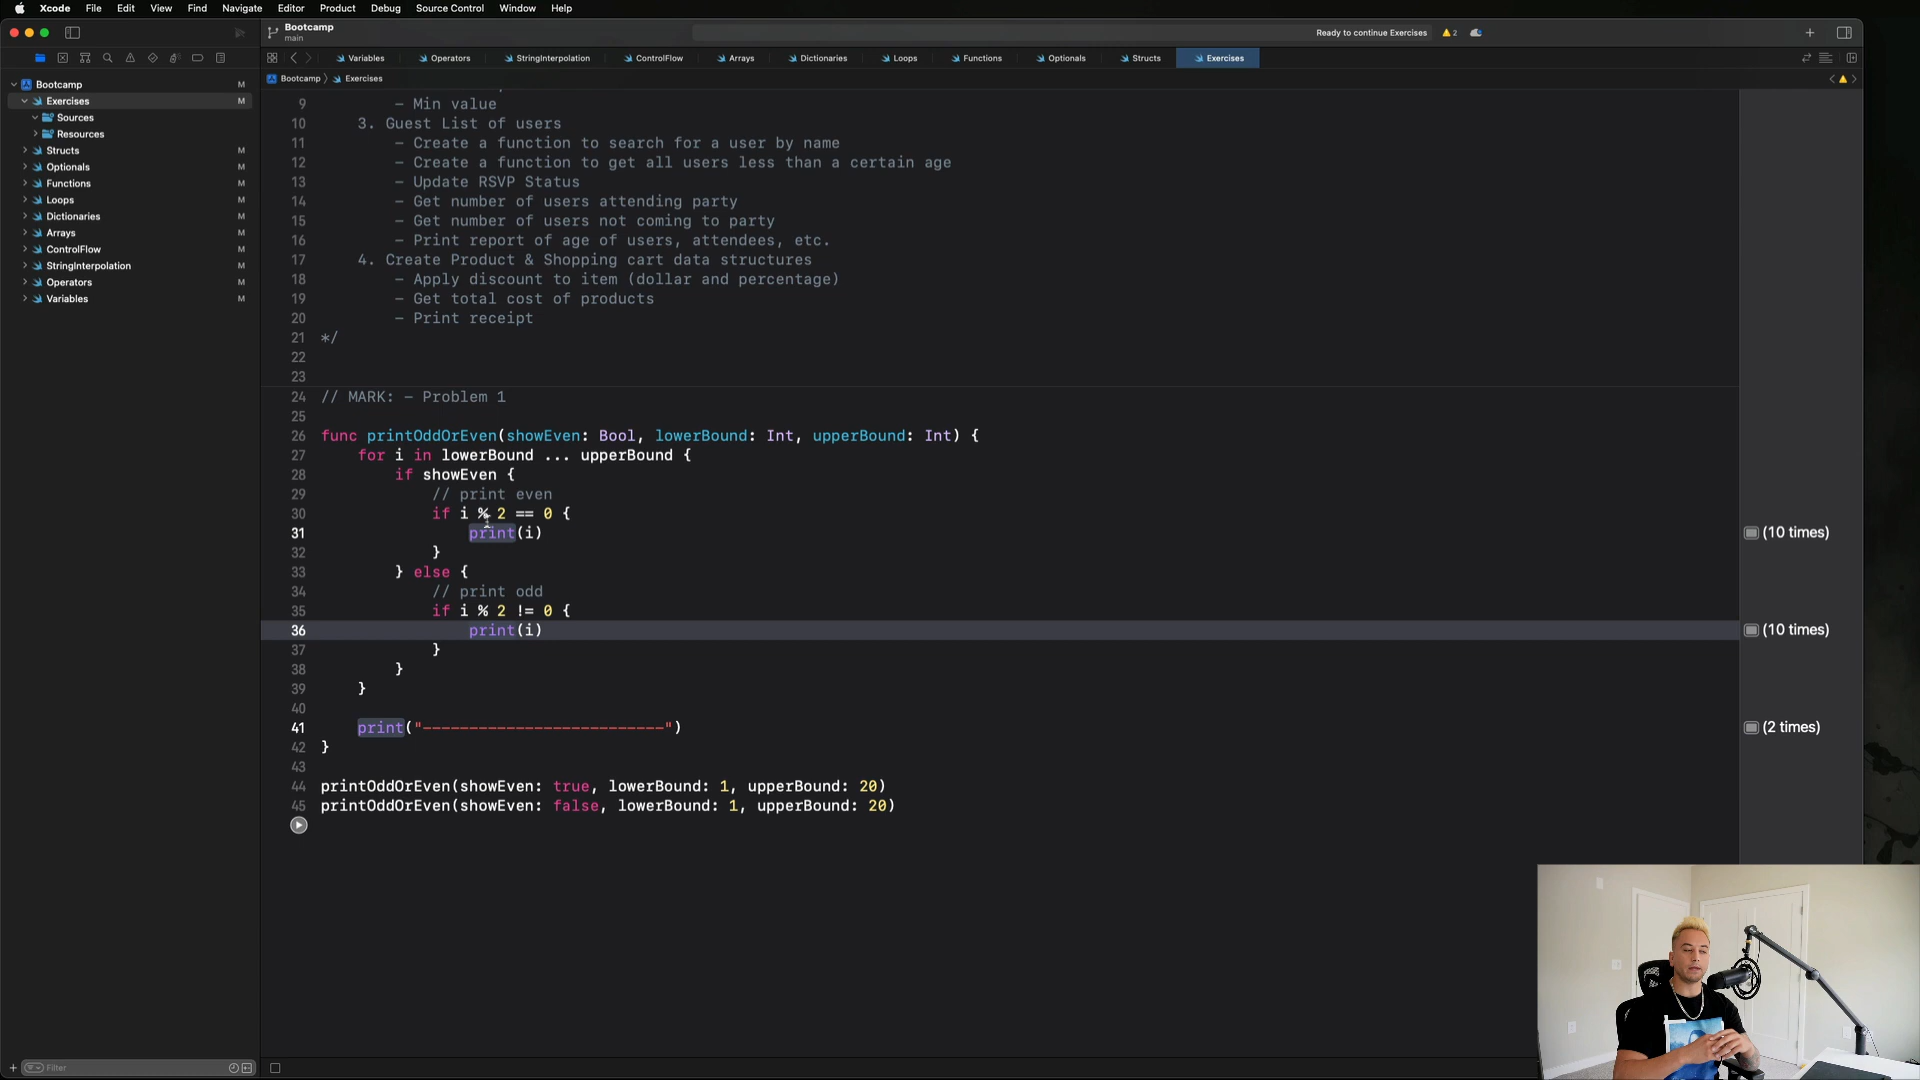 Xcode File Edit View Find Navigate Editor Product Debug Source Control Window Help
Bootcamp
main
Ready to continue Exercises 2
Variables Operators StringInterpolation ControlFlow Arrays Dictionaries Loops Functions Optionals Structs Exercises
Bootcamp Exercises
Bootcamp M
Exercises M
Sources
Resources
Structs M
Optionals M
Functions M
Loops M
Dictionaries M
Arrays M
ControlFlow M
StringInterpolation M
Operators M
Variables M
Filter
9 - Min value
10 3. Guest List of users
11 - Create a function to search for a user by name
12 - Create a function to get all users less than a certain age
13 - Update RSVP Status
14 - Get number of users attending party
15 - Get number of users not coming to party
16 - Print report of age of users, attendees, etc.
17 4. Create Product & Shopping cart data structures
18 - Apply discount to item (dollar and percentage)
19 - Get total cost of products
20 - Print receipt
21 */
22
23
24 // MARK: - Problem 1
25
26 func printOddOrEven(showEven: Bool, lowerBound: Int, upperBound: Int) {
27 for i in lowerBound ... upperBound {
28 if showEven {
29 // print even
30 if i % 2 == 0 {
31 print(i) (10 times)
32 }
33 } else {
34 // print odd
35 if i % 2 != 0 {
36 print(i) (10 times)
37 }
38 }
39 }
40
41 print("--------------------------") (2 times)
42 }
43
44 printOddOrEven(showEven: true, lowerBound: 1, upperBound: 20)
45 printOddOrEven(showEven: false, lowerBound: 1, upperBound: 20)